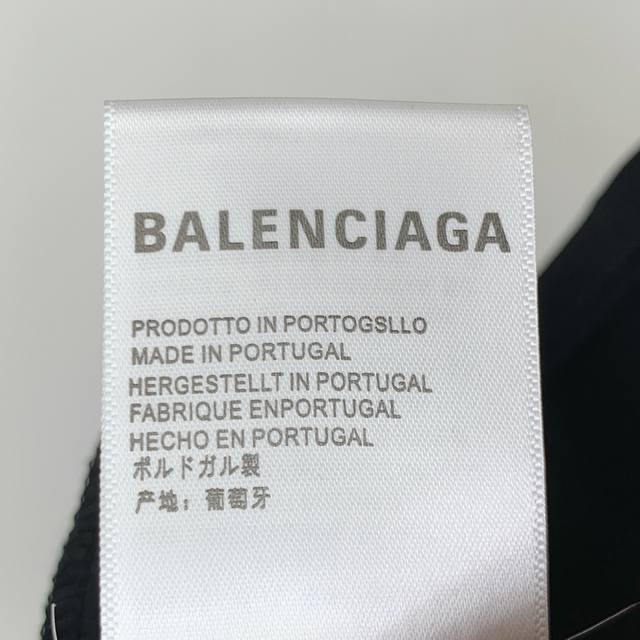 BALENCIAGA
PRODOTTO IN PORTOGSLLO
MADE IN PORTUGAL
HERGESTELLT IN PORTUGAL
FABRIQUE ENPORTUGAL
HECHO EN PORTUGAL
ボルドガル製
产地：葡萄牙